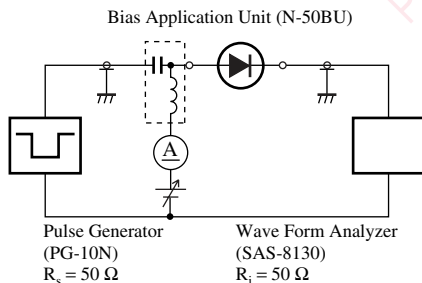 Bias Application Unit (N-50BU)
A
Pulse Generator
(PG-10N)
Rs = 50 Ω
Wave Form Analyzer
(SAS-8130)
Ri = 50 Ω